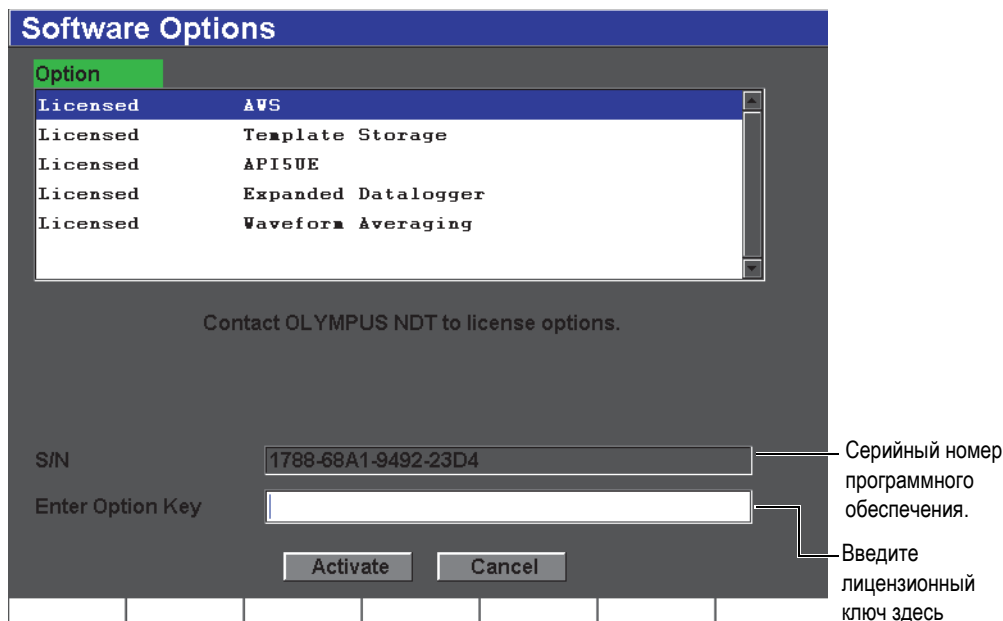 Software Options
Option
Licensed AWS
Licensed Template Storage
Licensed API5UE
Licensed Expanded Datalogger
Licensed Waveform Averaging
Contact OLYMPUS NDT to license options.
S/N 1788-68A1-9492-23D4
Серийный номер
программного
обеспечения.
Enter Option Key
Введите
лицензионный
ключ здесь
Activate Cancel